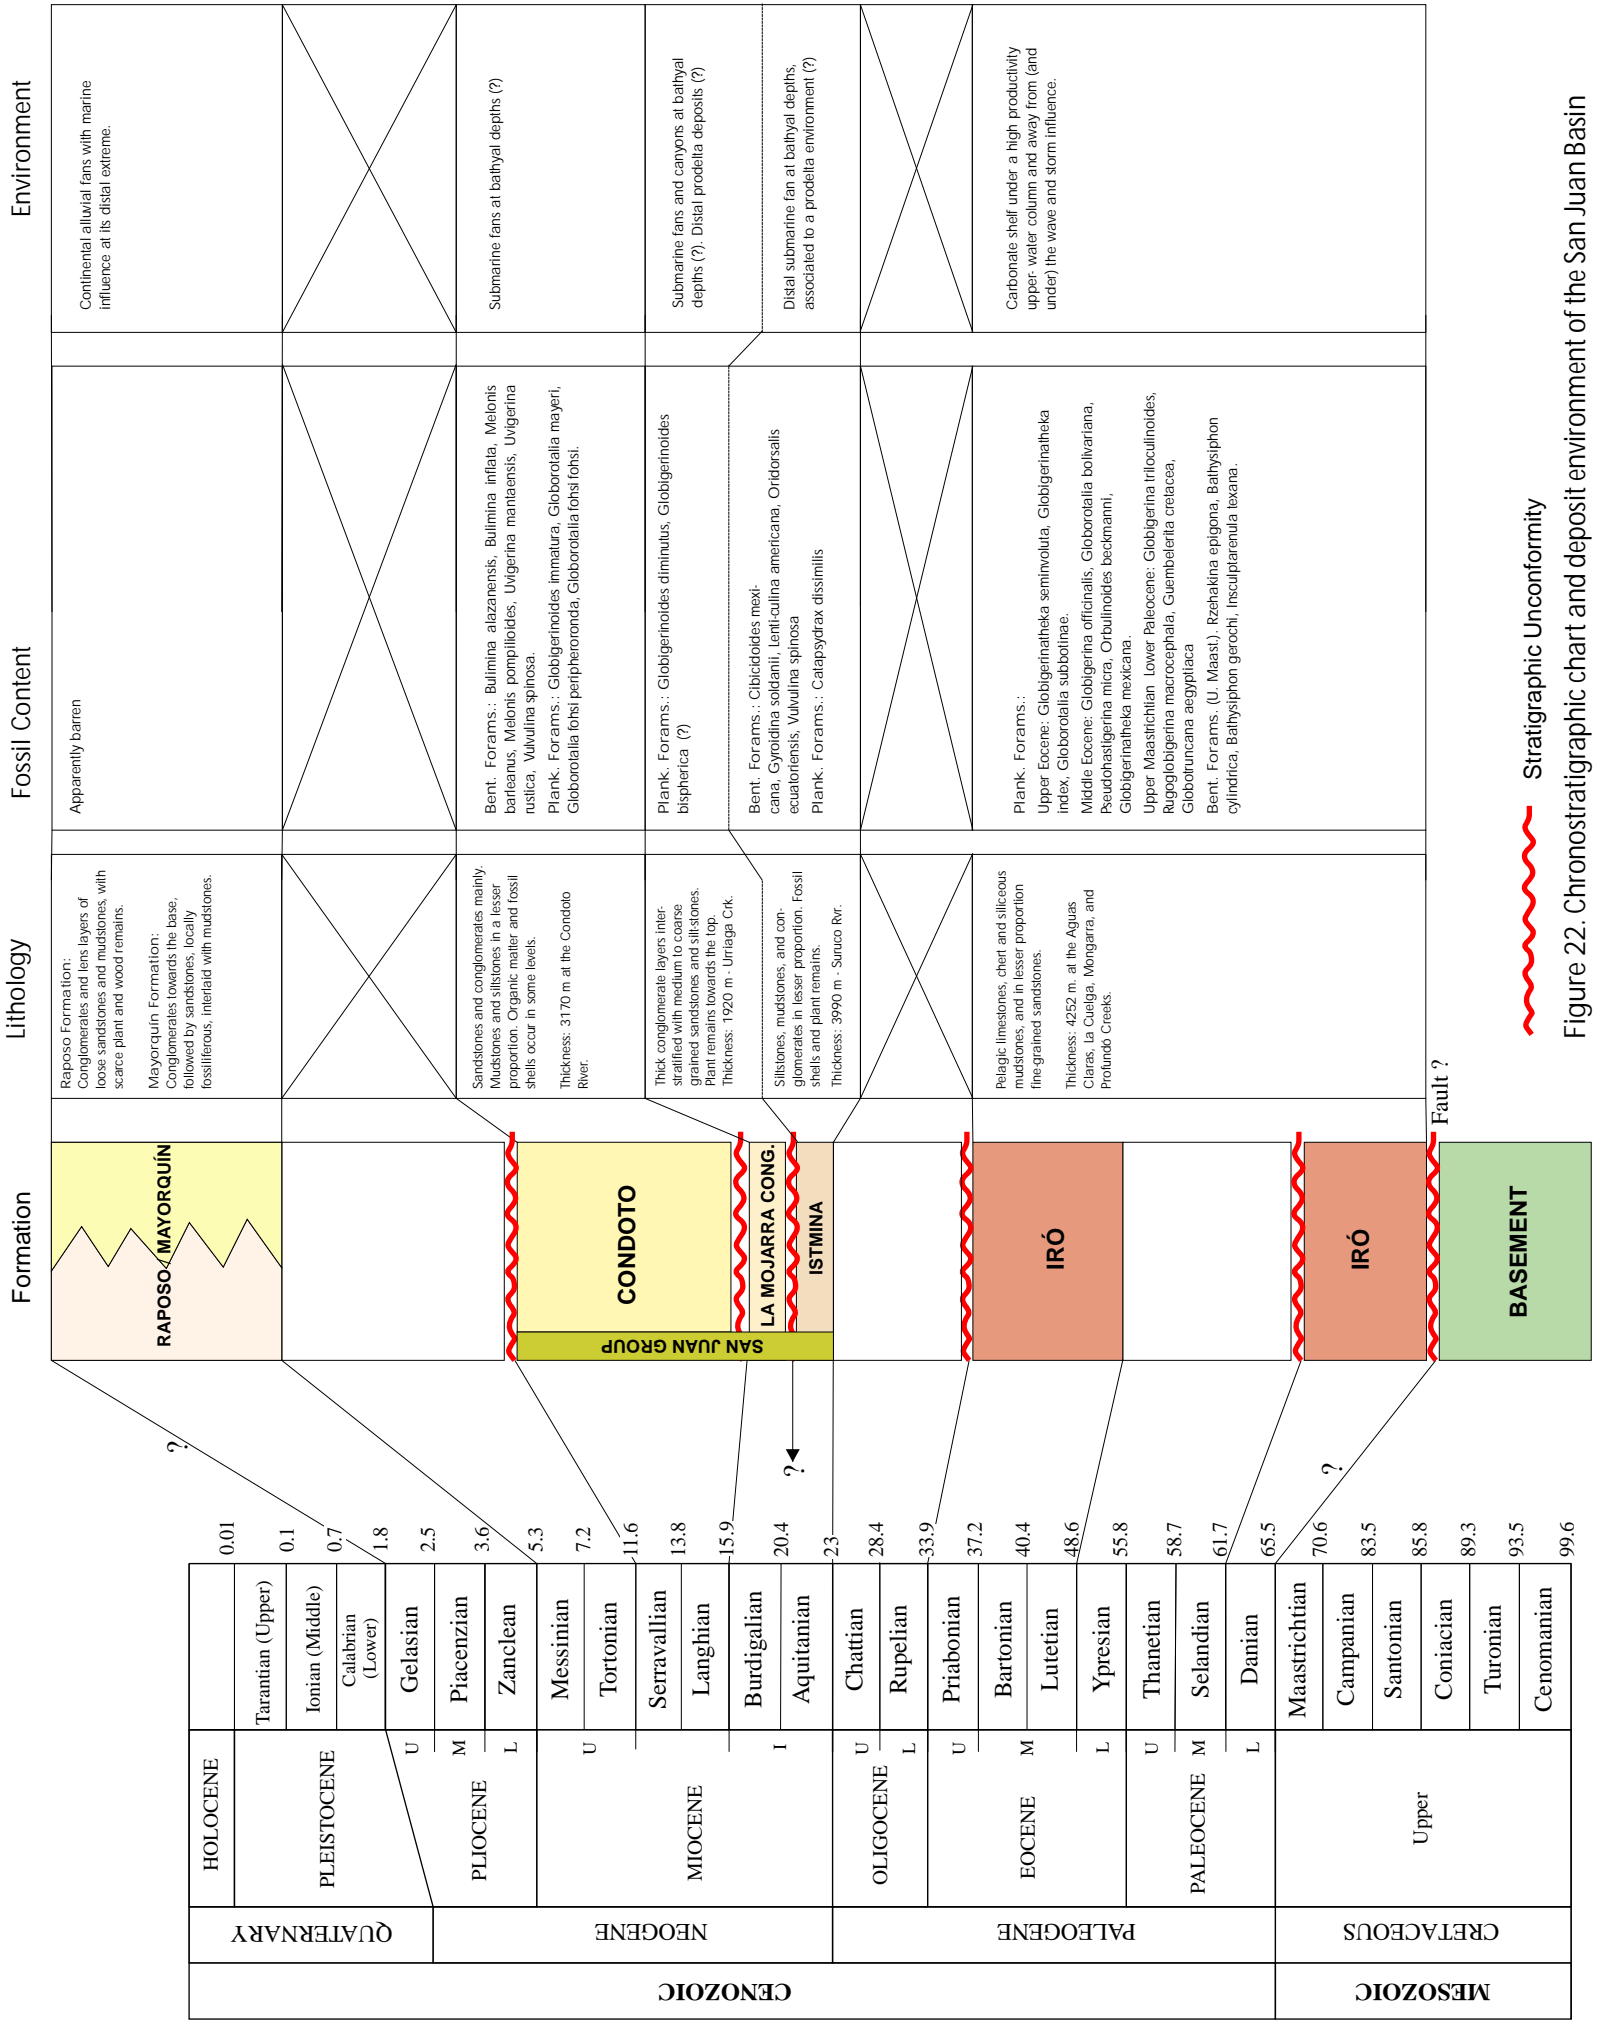 Formation
Lithology
Fossil Content
Environment
CENOZOIC
MESOZOIC
QUATERNARY
NEOGENE
PALEOGENE
CRETACEOUS
HOLOCENE
PLEISTOCENE
PLIOCENE
MIOCENE
OLIGOCENE
EOCENE
PALEOCENE
Upper
U
M
L
U
I
U
L
U
M
L
U
M
L
Tarantian (Upper)
Ionian (Middle)
Calabrian
(Lower)
Gelasian
Piacenzian
Zanclean
Messinian
Tortonian
Serravallian
Langhian
Burdigalian
Aquitanian
Chattian
Rupelian
Priabonian
Bartonian
Lutetian
Ypresian
Thanetian
Selandian
Danian
Maastrichtian
Campanian
Santonian
Coniacian
Turonian
Cenomanian
0.01
0.1
0.7
1.8
2.5
3.6
5.3
7.2
11.6
13.8
15.9
20.4
23
28.4
33.9
37.2
40.4
48.6
55.8
58.7
61.7
65.5
70.6
83.5
85.8
89.3
93.5
99.6
?
?
?
RAPOSO
MAYORQUÍN
SAN JUAN GROUP
CONDOTO
LA MOJARRA CONG.
ISTMINA
IRÓ
IRÓ
BASEMENT
Fault ?
Raposo Formation:
Conglomerates and lens layers of
loose sandstones and mudstones, with
scarce plant and wood remains.
Mayorquín Formation:
Conglomerates towards the base,
followed by sandstones, locally
fossiliferous, interlaid with mudstones.
Apparently barren
Continental alluvial fans with marine
influence at its distal extreme.
Sandstones and conglomerates mainly.
Mudstones and siltstones in a lesser
proportion. Organic matter and fossil
shells occur in some levels.
Thickness: 3170 m at the Condoto
River.
Bent. Forams.: Bulimina alazanensis, Bulimina inflata, Melonis
barleanus, Melonis pompilioides, Uvigerina mantaensis, Uvigerina
rustica, Vulvulina spinosa.
Plank. Forams.: Globigerinoides immatura, Globorotalia mayeri,
Globorotalia fohsi peripheroronda, Globorotalia fohsi fohsi.
Submarine fans at bathyal depths (?)
Thick conglomerate layers inter-
stratified with medium to coarse
grained sandstones and silt-stones.
Plant remains towards the top.
Thickness: 1920 m - Urriaga Crk.
Plank. Forams.: Globigerinoides diminutus, Globigerinoides
bispherica (?)
Submarine fans and canyons at bathyal
depths (?). Distal prodelta deposits (?)
Siltstones, mudstones, and con-
glomerates in lesser proportion. Fossil
shells and plant remains.
Thickness: 3990 m - Suruco Rvr.
Bent. Forams.: Cibicidoides mexi-
cana, Gyroidina soldanii, Lenti-culina americana, Oridorsalis
ecuatoriensis, Vulvulina spinosa
Plank. Forams.: Catapsydrax dissimilis
Distal submarine fan at bathyal depths,
associated to a prodelta environment (?)
Pelagic limestones, chert and siliceous
mudstones, and in lesser proportion
fine-grained sandstones.
Thickness: 4252 m. at the Aguas
Claras, La Cuelga, Mongarra, and
Profundó Creeks.
Plank. Forams.:
Upper Eocene: Globigerinatheka seminvoluta, Globigerinatheka
index, Globorotalia subbotinae.
Middle Eocene: Globigerina officinalis, Globorotalia bolivariana,
Pseudohastigerina micra, Orbulinoides beckmanni,
Globigerinatheka mexicana.
Upper Maastrichtian Lower Paleocene: Globigerina triloculinoides,
Rugoglobigerina macrocephala, Guembelerita cretacea,
Globotruncana aegyptiaca
Bent. Forams. (U. Maast.). Rzehakina epigona, Bathysiphon
cylindrica, Bathysiphon gerochi, Insculptarenula texana.
Carbonate shelf under a high productivity
upper- water column and away from (and
under) the wave and storm influence.
Stratigraphic Unconformity
Figure 22. Chronostratigraphic chart and deposit environment of the San Juan Basin